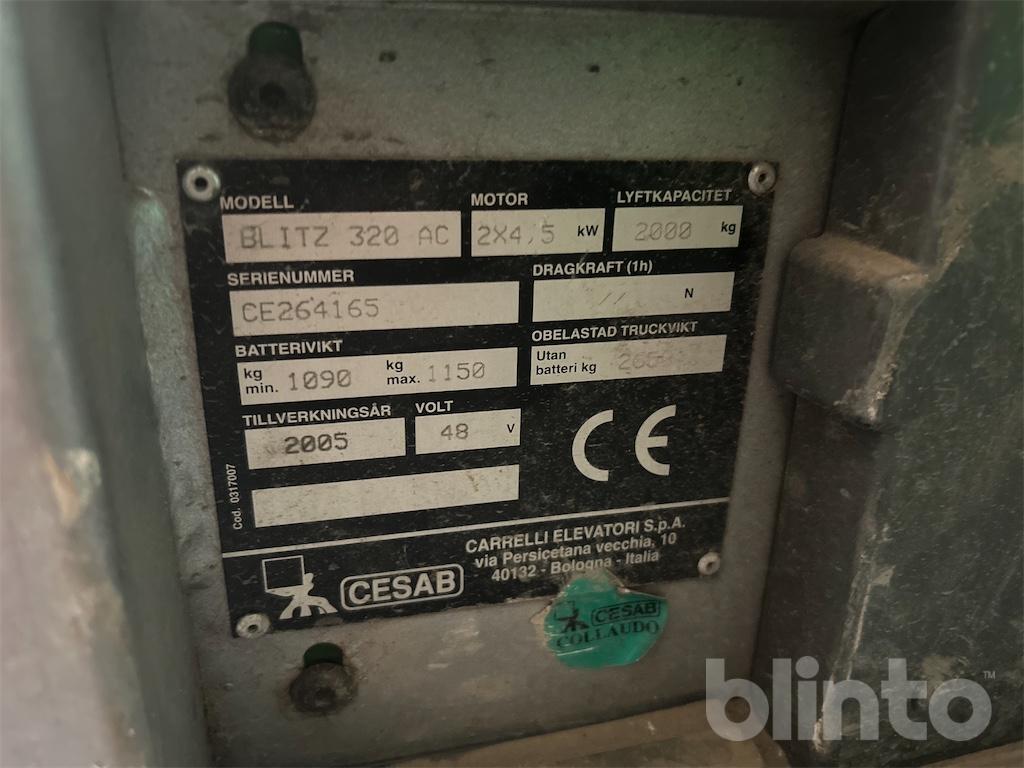 MODELL MOTOR LYFTKAPACITET
BLITZ 320 AC 2X4,5 kW 2000 kg
SERIENUMMER DRAGKRAFT (1h)
CE264165 // N
BATTERIVIKT OBELASTAD TRUCKVIKT
kg min. 1090 kg max. 1150 Utan batteri kg
TILLVERKNINGSÅR VOLT
2005 48 V
CE
Cod. 0317007
CARRELLI ELEVATORI S.p.A.
via Persicetana vecchia, 10
40132 - Bologna - Italia
CESAB
CESAB
COLLAUDO
blinto™